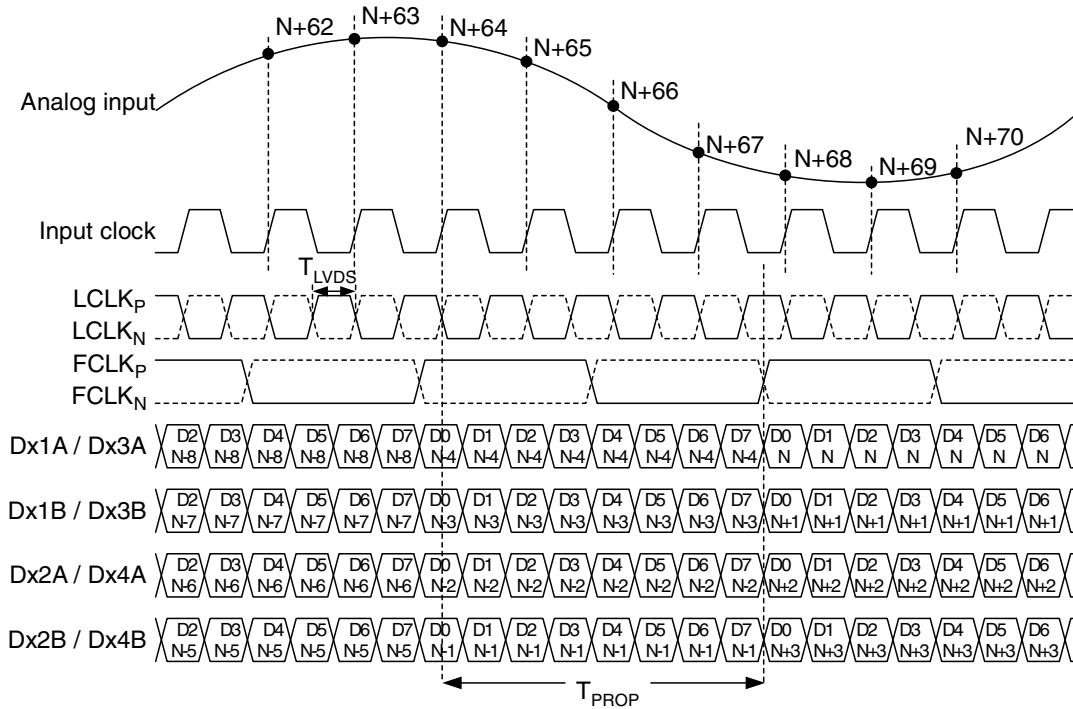 N+62
N+63
N+64
N+65
N+66
N+67
N+68
N+69
N+70
Analog input
Input clock
TLVDS
LCLKP
LCLKN
FCLKP
FCLKN
Dx1A / Dx3A
D2 D3 D4 D5 D6 D7 D0 D1 D2 D3 D4 D5 D6 D7 D0 D1 D2 D3 D4 D5 D6
N-8 N-8 N-8 N-8 N-8 N-8 N-4 N-4 N-4 N-4 N-4 N-4 N-4 N-4 N N N N N N N
Dx1B / Dx3B
D2 D3 D4 D5 D6 D7 D0 D1 D2 D3 D4 D5 D6 D7 D0 D1 D2 D3 D4 D5 D6
N-7 N-7 N-7 N-7 N-7 N-7 N-3 N-3 N-3 N-3 N-3 N-3 N-3 N-3 N+1 N+1 N+1 N+1 N+1 N+1 N+1
Dx2A / Dx4A
D2 D3 D4 D5 D6 D7 D0 D1 D2 D3 D4 D5 D6 D7 D0 D1 D2 D3 D4 D5 D6
N-6 N-6 N-6 N-6 N-6 N-6 N-2 N-2 N-2 N-2 N-2 N-2 N-2 N-2 N+2 N+2 N+2 N+2 N+2 N+2 N+2
Dx2B / Dx4B
D2 D3 D4 D5 D6 D7 D0 D1 D2 D3 D4 D5 D6 D7 D0 D1 D2 D3 D4 D5 D6
N-5 N-5 N-5 N-5 N-5 N-5 N-1 N-1 N-1 N-1 N-1 N-1 N-1 N-1 N+3 N+3 N+3 N+3 N+3 N+3 N+3
TPROP